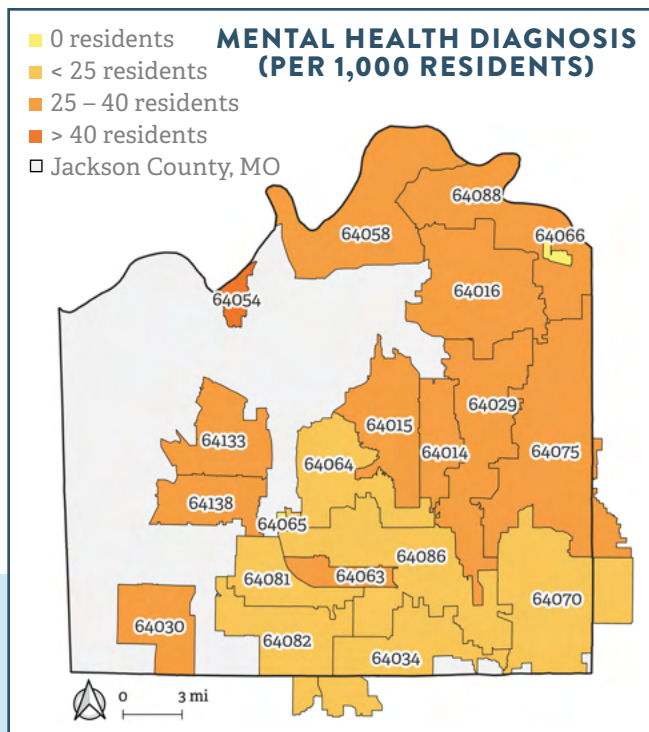 MENTAL HEALTH DIAGNOSIS
(PER 1,000 RESIDENTS)
0 residents
< 25 residents
25 – 40 residents
> 40 residents
Jackson County, MO
64088
64058
64066
64016
64054
64029
64015
64133
64014
64075
64064
64138
64065
64086
64081
64063
64070
64030
64082
64034
0 3 mi